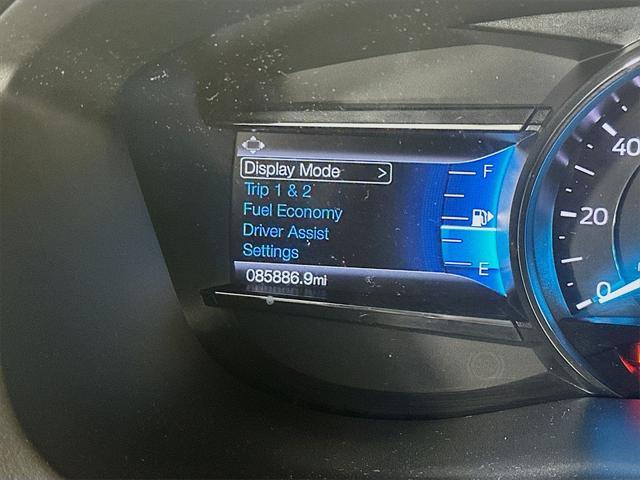 Display Mode >
Trip 1 & 2
Fuel Economy
Driver Assist
Settings
085886.9mi
F
E
40
20
0